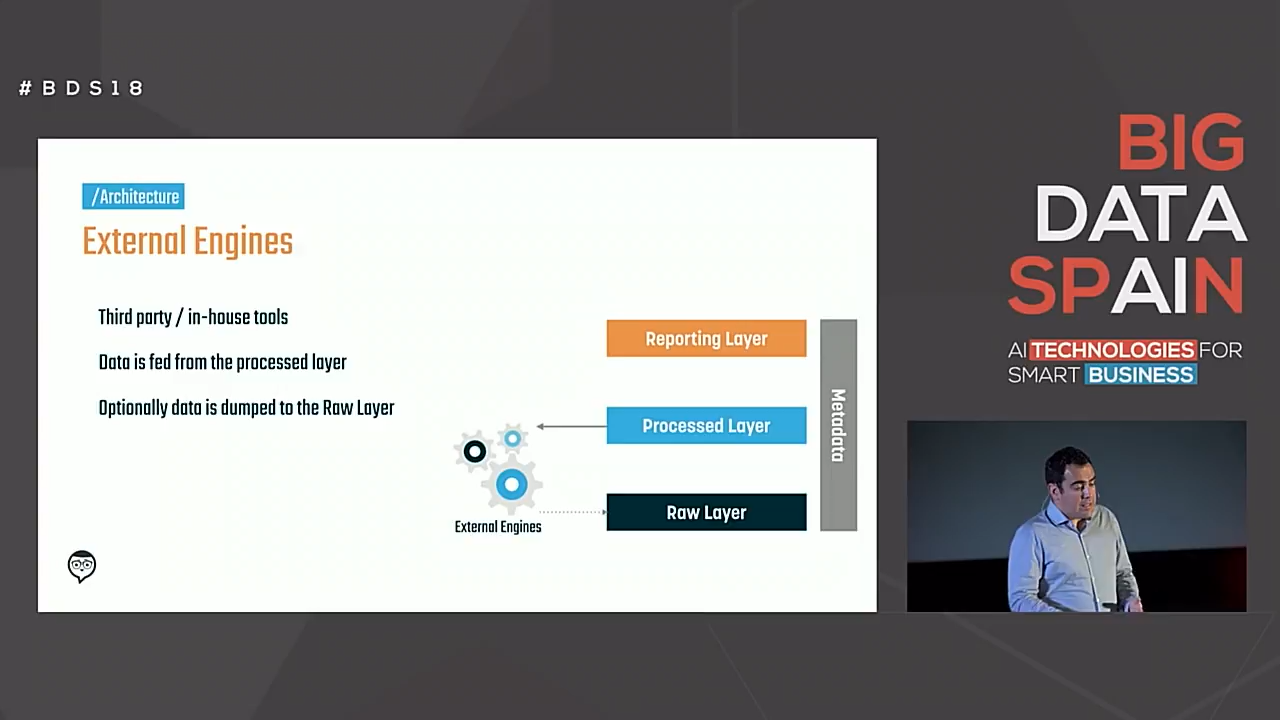 #BDS18
/Architecture
External Engines
Third party / in-house tools
Data is fed from the processed layer
Optionally data is dumped to the Raw Layer
External Engines
Reporting Layer
Processed Layer
Raw Layer
Metadata
BIG
DATA
SPAIN
AI TECHNOLOGIES FOR
SMART BUSINESS